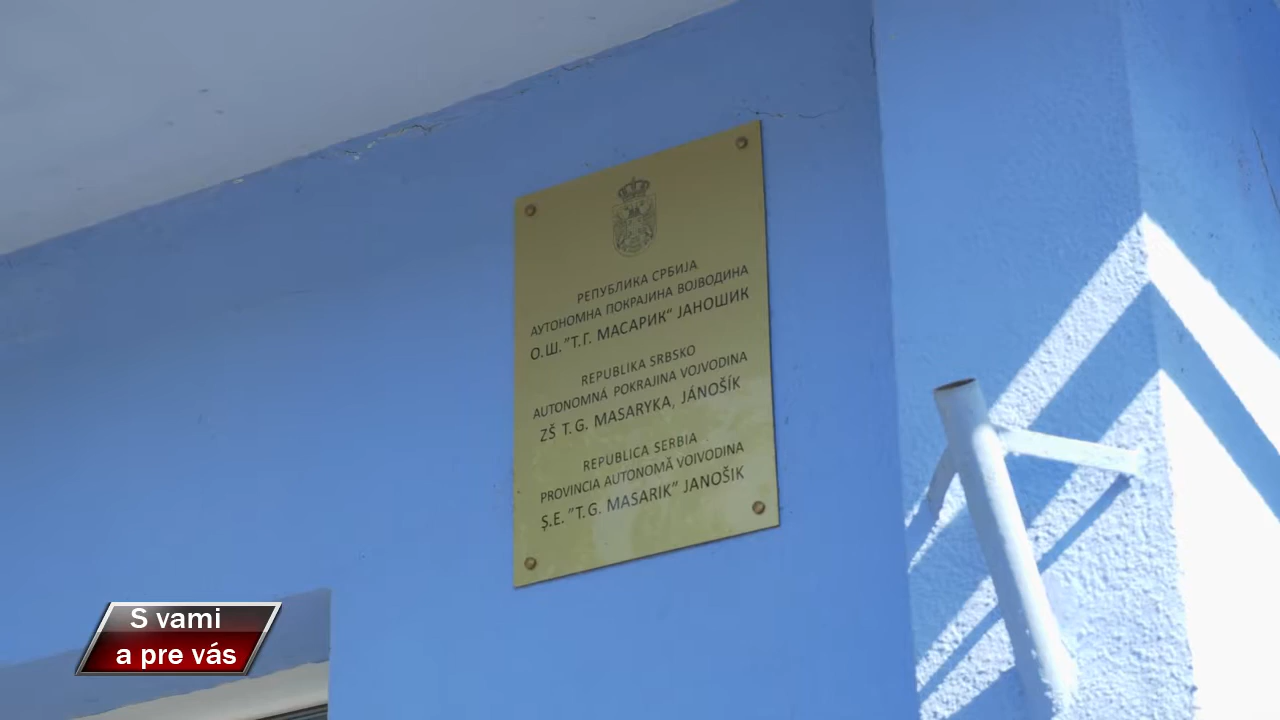 РЕПУБЛИКА СРБИЈА
АУТОНОМНА ПОКРАЈИНА ВОЈВОДИНА
О.Ш. "Т.Г. МАСАРИК" ЈАНОШИК
REPUBLIKA SRBSKO
AUTONOMNÁ POKRAJINA VOJVODINA
ZŠ T.G. MASARYKA, JÁNOŠÍK
REPUBLICA SERBIA
PROVINCIA AUTONOMĂ VOIVODINA
Ş.E. "T.G. MASARIK" JANOŠIK
S vami
a pre vás